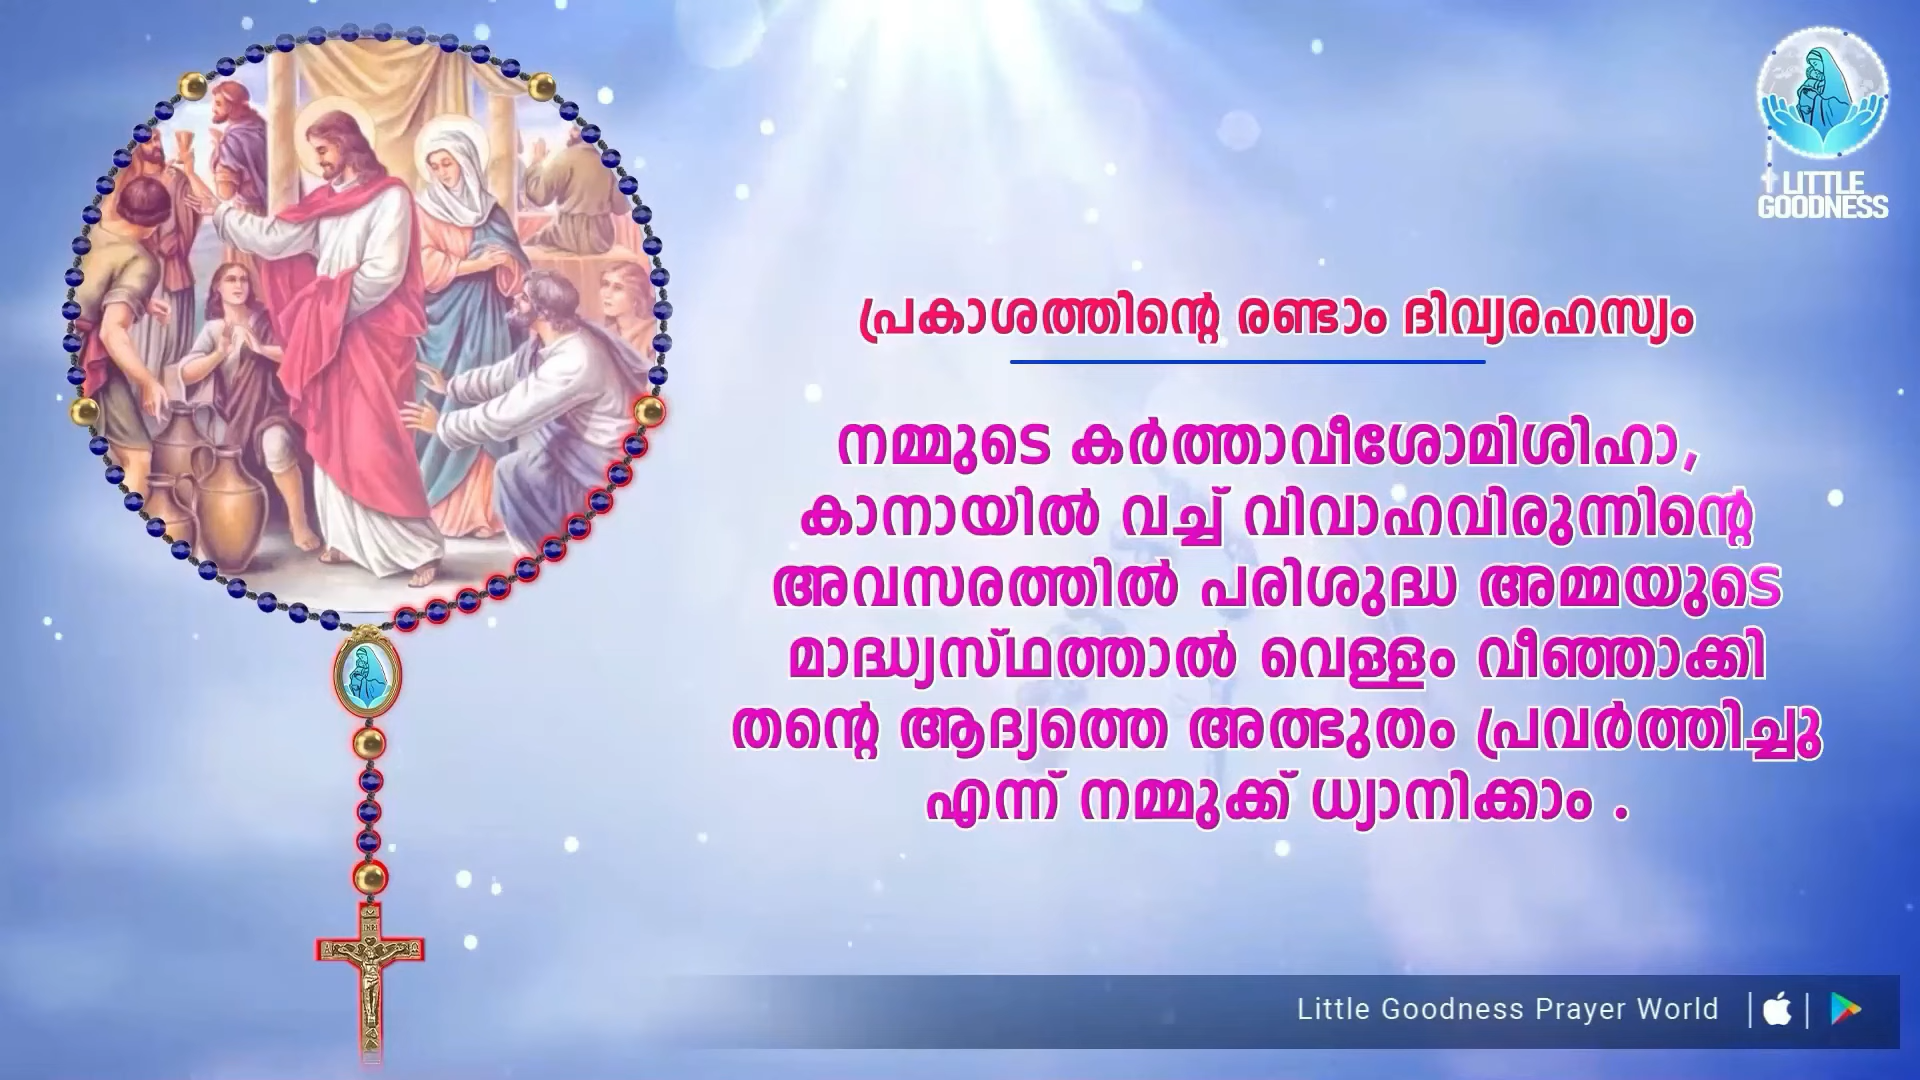 LITTLE
GOODNESS
പ്രകാശത്തിന്റെ രണ്ടാം ദിവ്യരഹസ്യം
നമ്മുടെ കർത്താവീശോമിശിഹാ,
കാനായിൽ വച്ച് വിവാഹവിരുന്നിന്റെ
അവസരത്തിൽ പരിശുദ്ധ അമ്മയുടെ
മാദ്ധ്യസ്ഥത്താൽ വെള്ളം വീഞ്ഞാക്കി
തന്റെ ആദ്യത്തെ അത്ഭുതം പ്രവർത്തിച്ചു
എന്ന് നമ്മുക്ക് ധ്യാനിക്കാം .
Little Goodness Prayer World